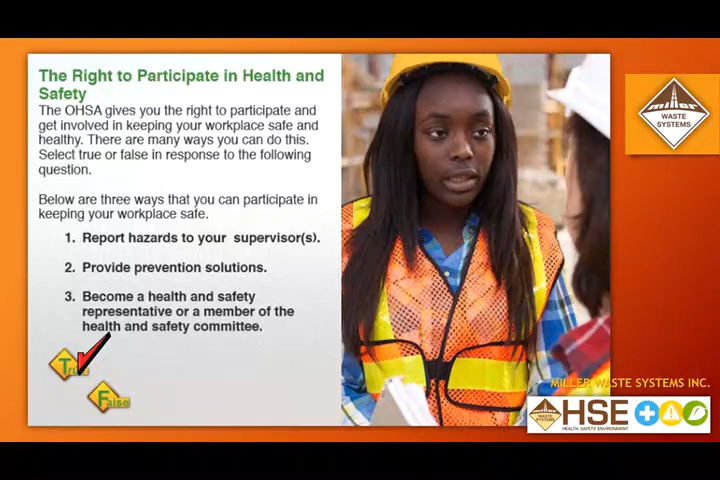 The Right to Participate in Health and
Safety
The OHSA gives you the right to participate and
get involved in keeping your workplace safe and
healthy. There are many ways you can do this.
Select true or false in response to the following
question.
Below are three ways that you can participate in
keeping your workplace safe.
1. Report hazards to your supervisor(s).
2. Provide prevention solutions.
3. Become a health and safety
representative or a member of the
health and safety committee.
True
False
miller
WASTE
SYSTEMS
MILLER WASTE SYSTEMS INC.
HSE
HEALTH SAFETY ENVIRONMENT